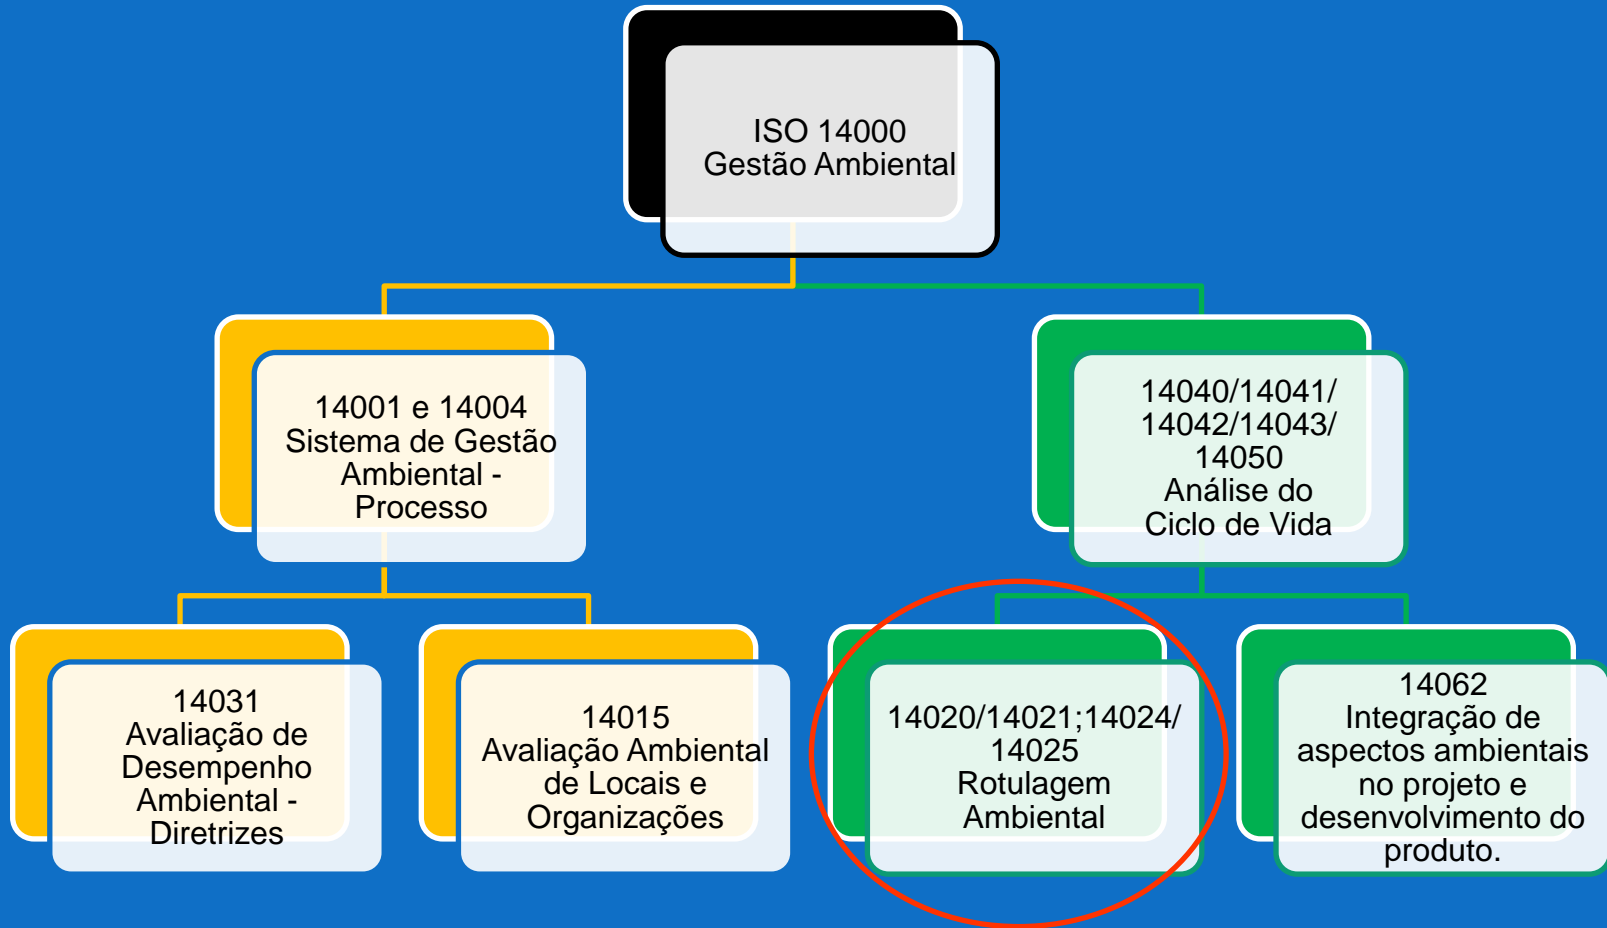 ISO 14000
Gestão Ambiental
14001 e 14004
Sistema de Gestão
Ambiental -
Processo
14040/14041/
14042/14043/
14050
Análise do
Ciclo de Vida
14031
Avaliação de
Desempenho
Ambiental -
Diretrizes
14015
Avaliação Ambiental
de Locais e
Organizações
14020/14021;14024/
14025
Rotulagem
Ambiental
14062
Integração de
aspectos ambientais
no projeto e
desenvolvimento do
produto.